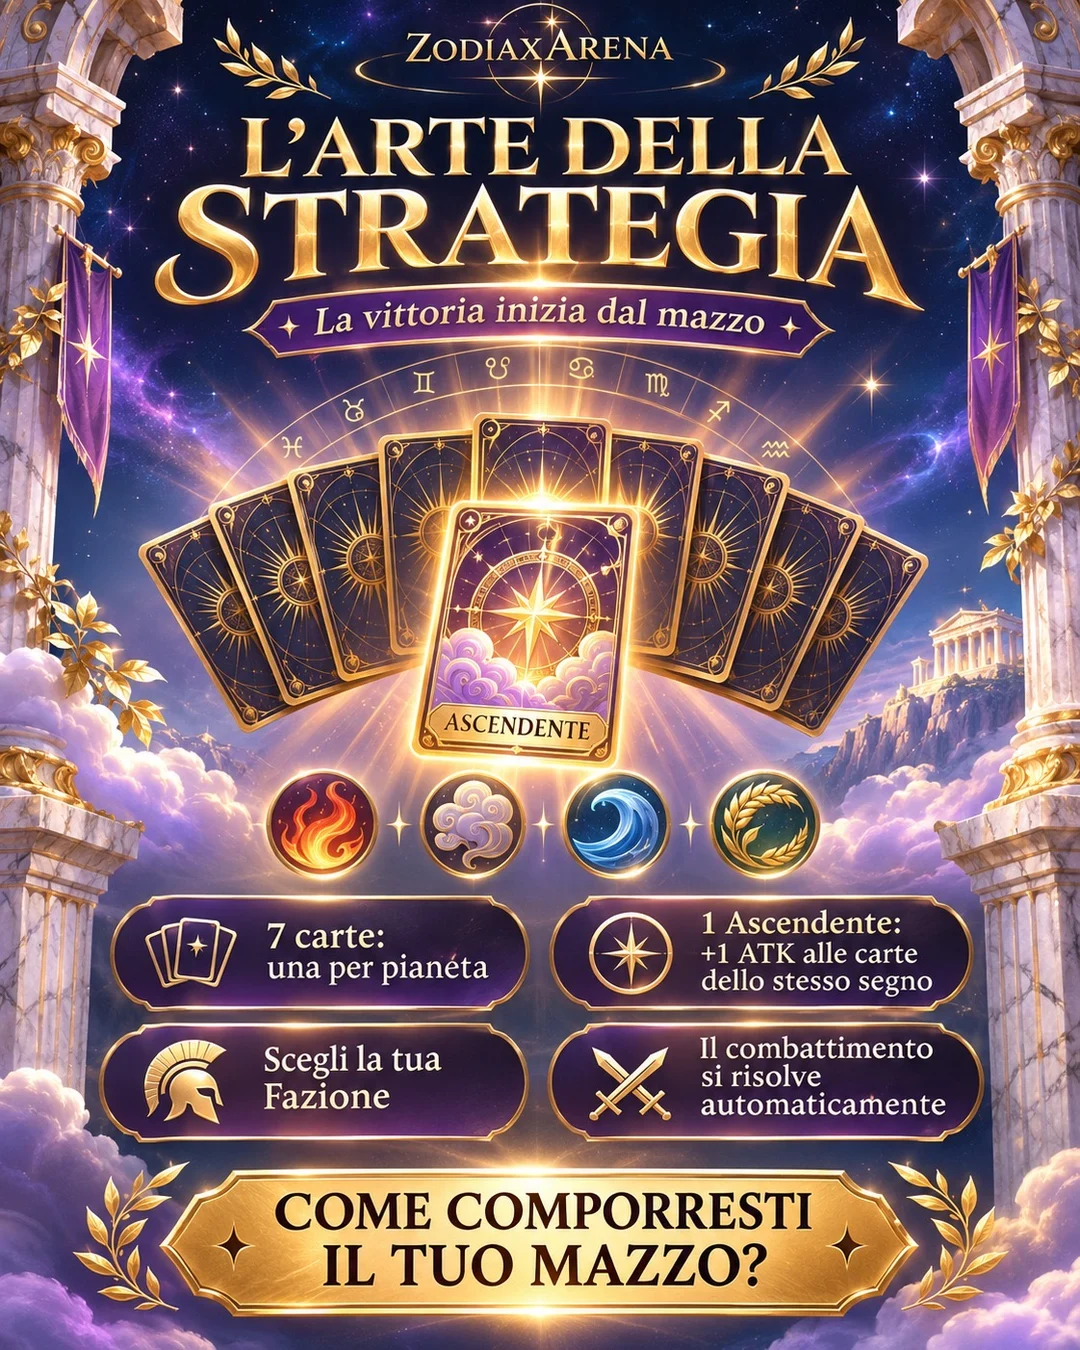 ZODIAXARENA
L'ARTE DELLA
STRATEGIA
La vittoria inizia dal mazzo
ASCENDENTE
7 carte:
una per pianeta
1 Ascendente:
+1 ATK alle carte
dello stesso segno
Scegli la tua
Fazione
Il combattimento
si risolve
automaticamente
COME COMPORRESTI
IL TUO MAZZO?